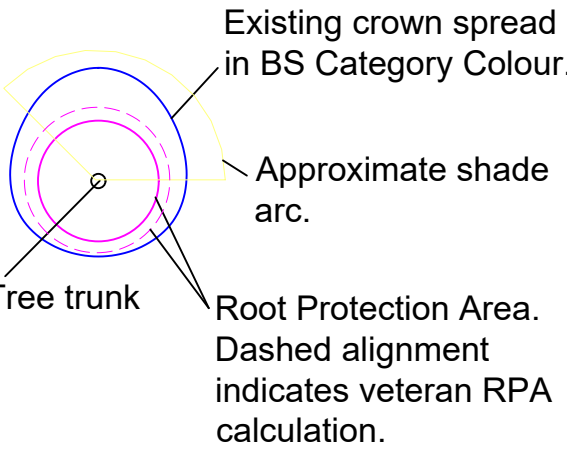 Existing crown spread
in BS Category Colour.
Approximate shade
arc.
Tree trunk
Root Protection Area.
Dashed alignment
indicates veteran RPA
calculation.